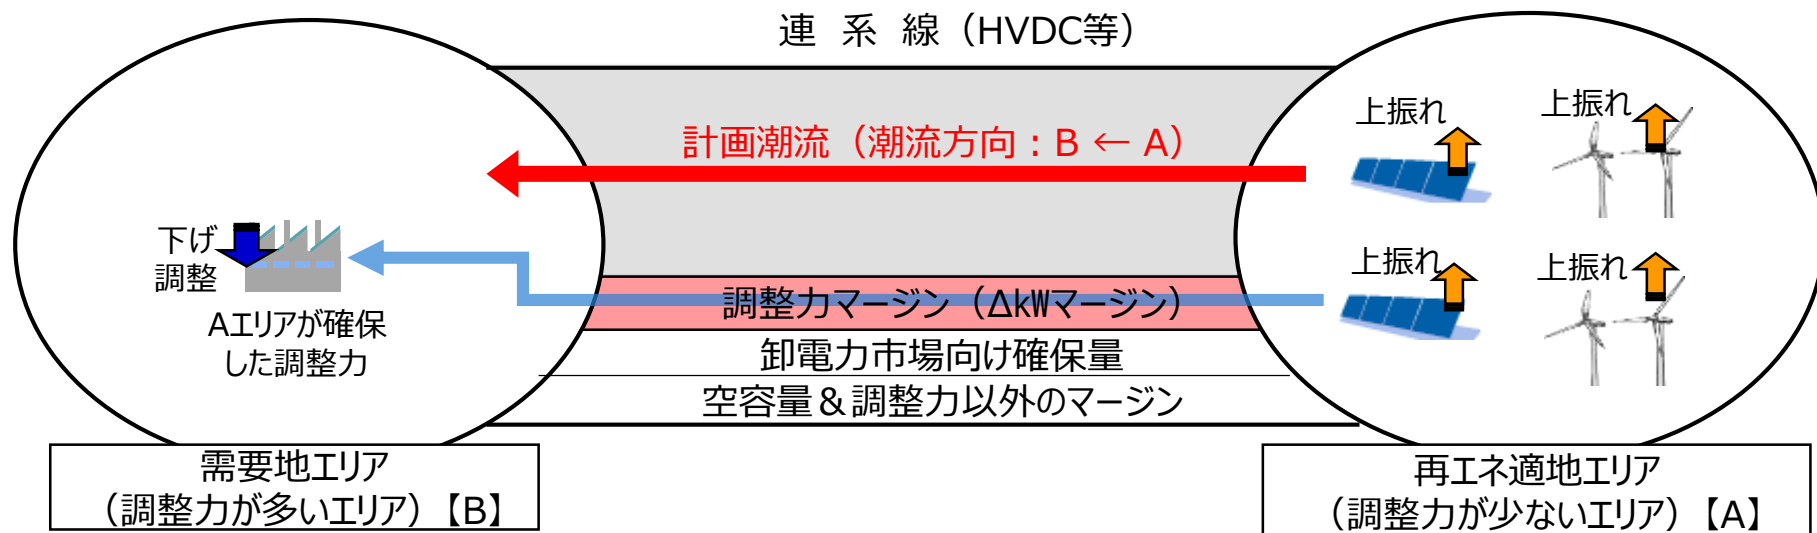 連 系 線（HVDC等）
計画潮流（潮流方向：B ← A）
上振れ
上振れ
下げ
調整
Aエリアが確保
した調整力
調整力マージン（ΔkWマージン）
上振れ
上振れ
卸電力市場向け確保量
空容量＆調整力以外のマージン
需要地エリア
（調整力が多いエリア）【B】
再エネ適地エリア
（調整力が少ないエリア）【A】